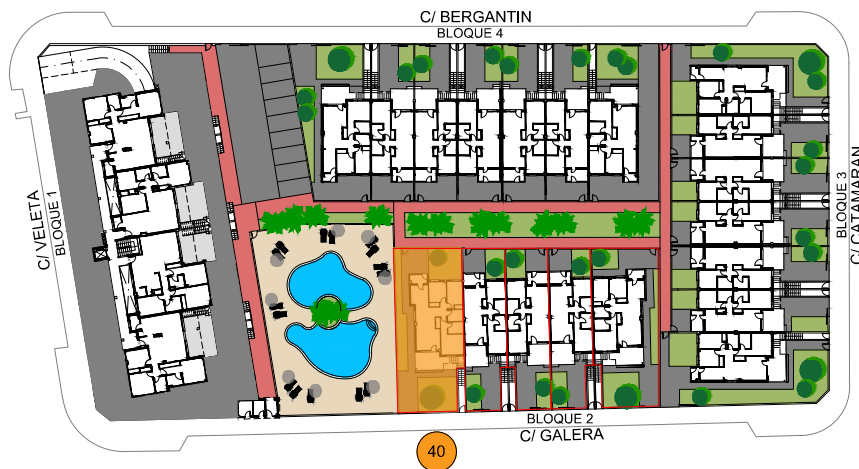 C/ BERGANTIN
BLOQUE 4
C/ VELETA
BLOQUE 1
BLOQUE 3
C/ CATAMARAN
BLOQUE 2
C/ GALERA
40